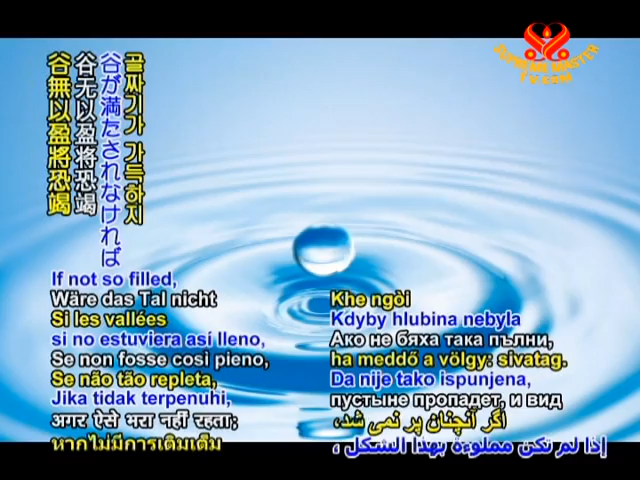 SUPREME MASTER
TV.COM
谷無以盈將恐竭
谷无以盈将恐竭
谷が満たされなければ
골짜기가 가득하지
If not so filled,
Wäre das Tal nicht
Si les vallées
si no estuviera así lleno,
Se non fosse così pieno,
Se não tão repleta,
Jika tidak terpenuhi,
अगर ऐसे भरा नहीं रहता;
หากไม่มีการเติมเต็ม
Khe ngòi
Kdyby hlubina nebyla
Ако не бяха така пълни,
ha meddő a völgy: sivatag.
Da nije tako ispunjena,
пустыне пропадет, и вид
اگر آنچنان پر نمی شد،
إذا لم تكن مملوءة بهذا الشكل ،